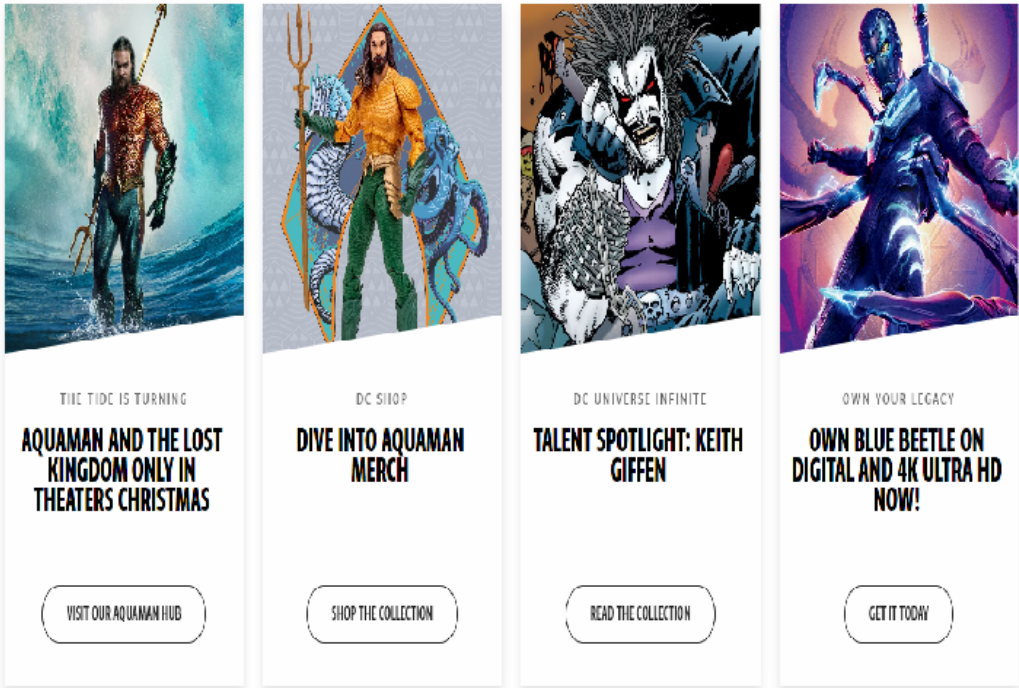 THE TIDE IS TURNING
AQUAMAN AND THE LOST
KINGDOM ONLY IN
THEATERS CHRISTMAS
VISIT OUR AQUAMAN HUB
DC SHOP
DIVE INTO AQUAMAN
MERCH
SHOP THE COLLECTION
DC UNIVERSE INFINITE
TALENT SPOTLIGHT: KEITH
GIFFEN
READ THE COLLECTION
OWN YOUR LEGACY
OWN BLUE BEETLE ON
DIGITAL AND 4K ULTRA HD
NOW!
GET IT TODAY